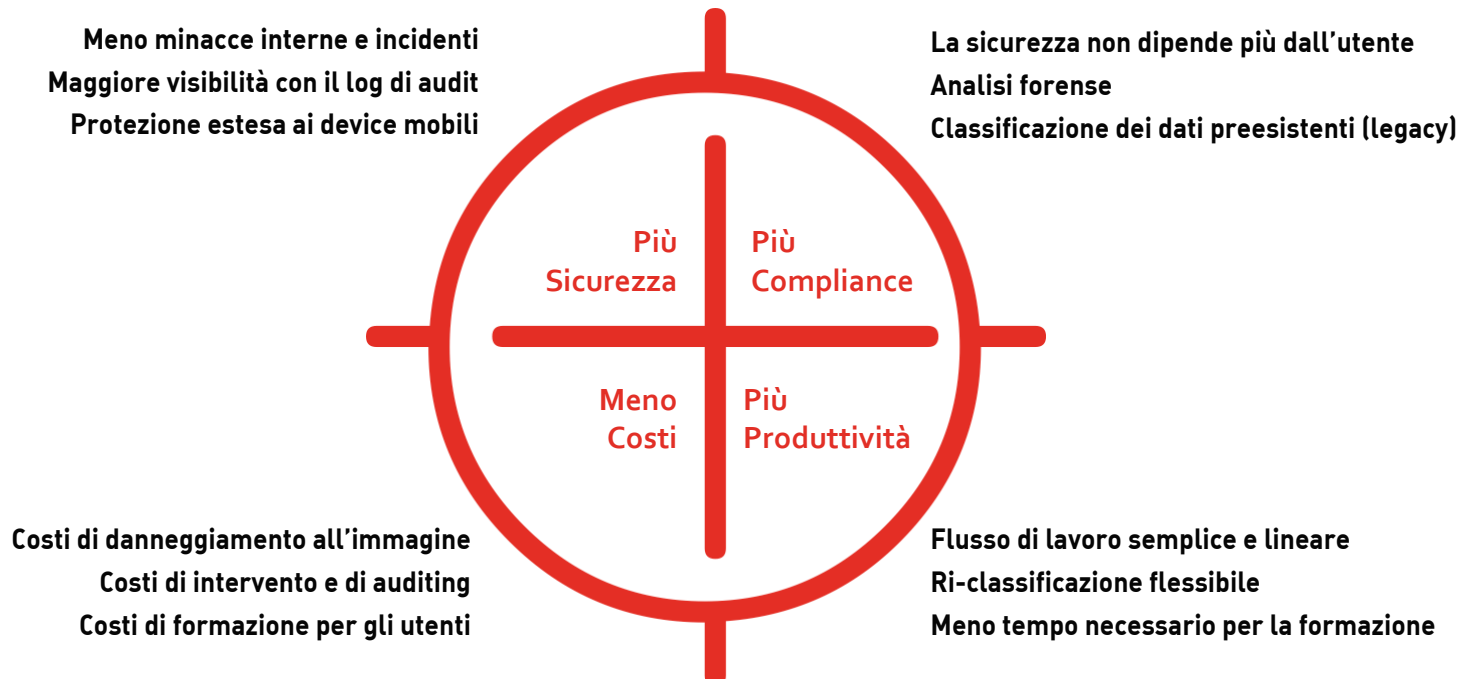 Meno minacce interne e incidenti
Maggiore visibilità con il log di audit
Protezione estesa ai device mobili
La sicurezza non dipende più dall’utente
Analisi forense
Classificazione dei dati preesistenti (legacy)
Più
Sicurezza
Più
Compliance
Meno
Costi
Più
Produttività
Costi di danneggiamento all’immagine
Costi di intervento e di auditing
Costi di formazione per gli utenti
Flusso di lavoro semplice e lineare
Ri-classificazione flessibile
Meno tempo necessario per la formazione